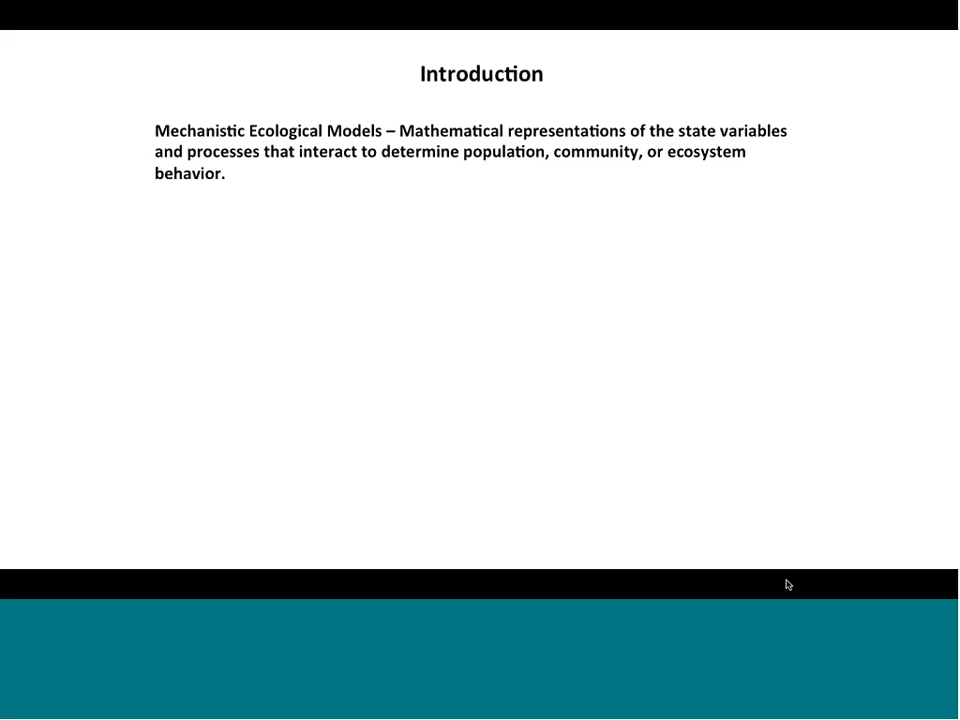 Introduction
Mechanistic Ecological Models – Mathematical representations of the state variables
and processes that interact to determine population, community, or ecosystem
behavior.